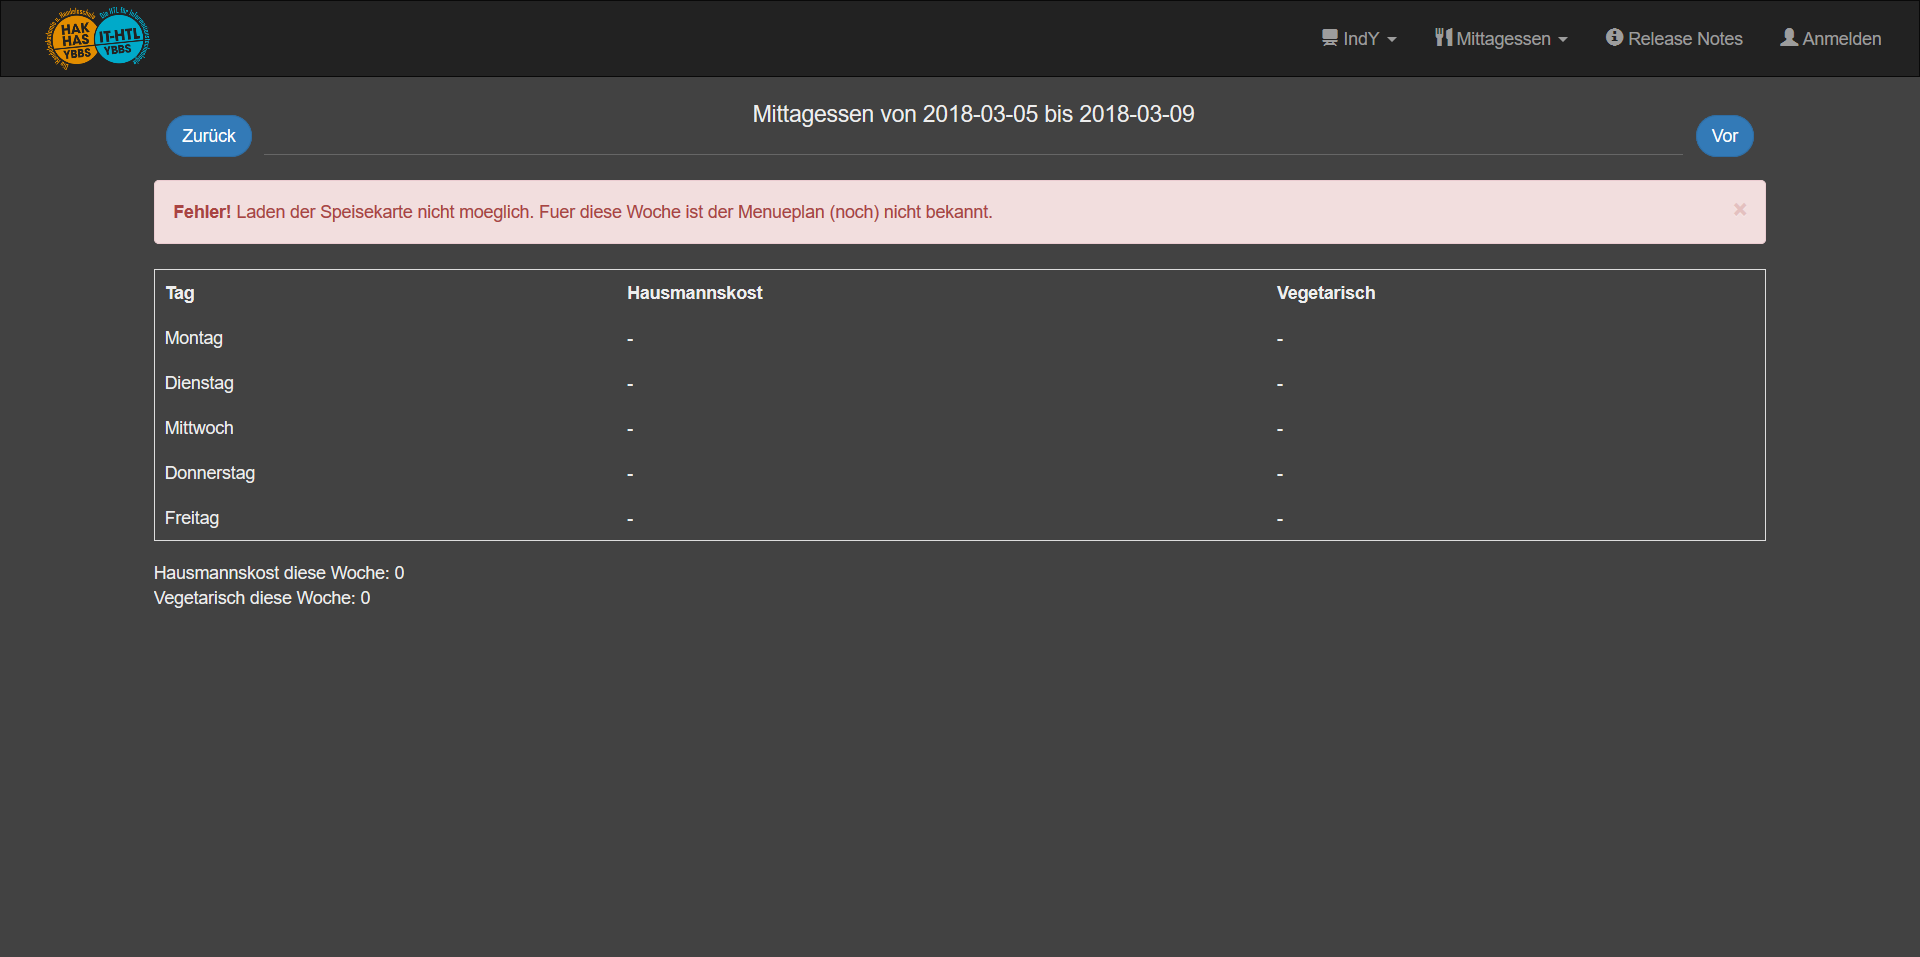 HAK
HAS
YBBS
IT-HTL
YBBS
IndY
Mittagessen
Release Notes
Anmelden
Mittagessen von 2018-03-05 bis 2018-03-09
Zurück
Vor
Fehler! Laden der Speisekarte nicht moeglich. Fuer diese Woche ist der Menueplan (noch) nicht bekannt.
×
Tag Hausmannskost Vegetarisch
Montag - -
Dienstag - -
Mittwoch - -
Donnerstag - -
Freitag - -
Hausmannskost diese Woche: 0
Vegetarisch diese Woche: 0